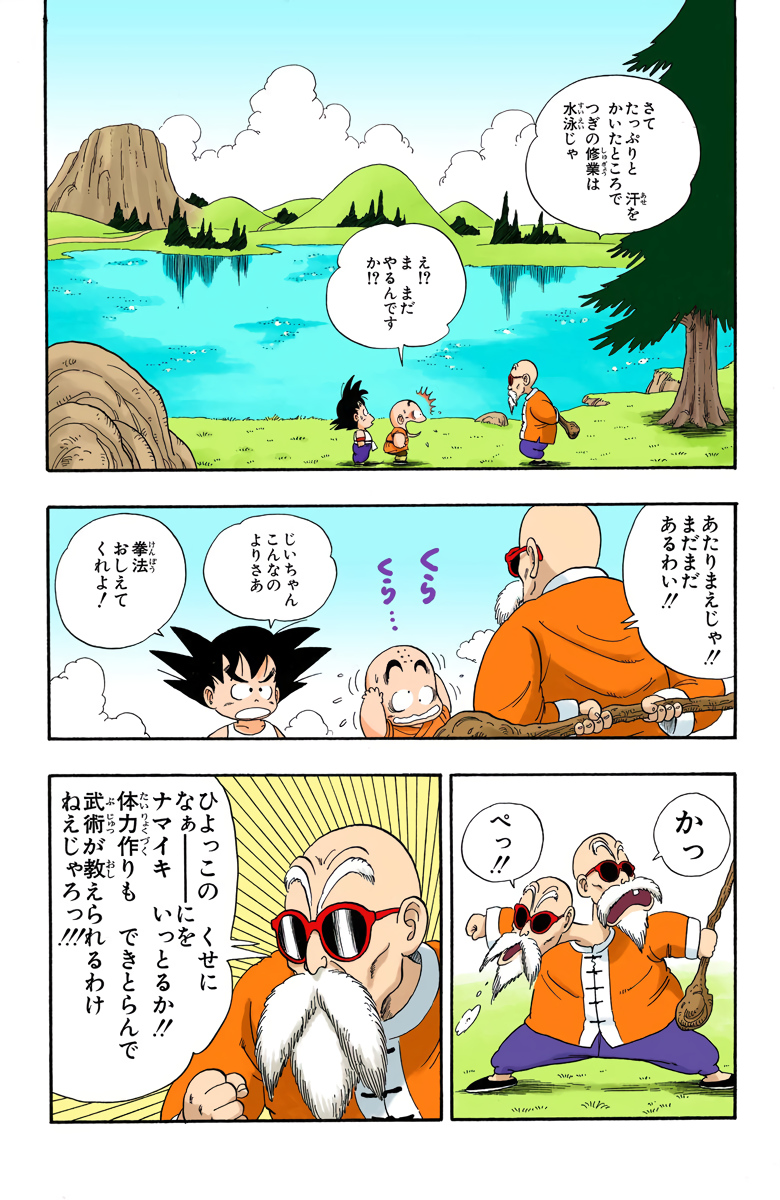 さて
たっぷりと 汗を
かいたところで
つぎの修業は
水泳じゃ
え!?
ま まだ
やるんです
か!?
あたりまえじゃ!!
まだまだ
あるわい!!
くら
くら…
じいちゃん
こんなの
よりさあ
拳法
おしえて
くれよ!
かっ
ぺっ!!
ひよっこの くせに
なぁーーにを
ナマイキ いっとるか!!
体力作りも できとらんで
武術が教えられるわけ
ねえじゃろっ!!!!